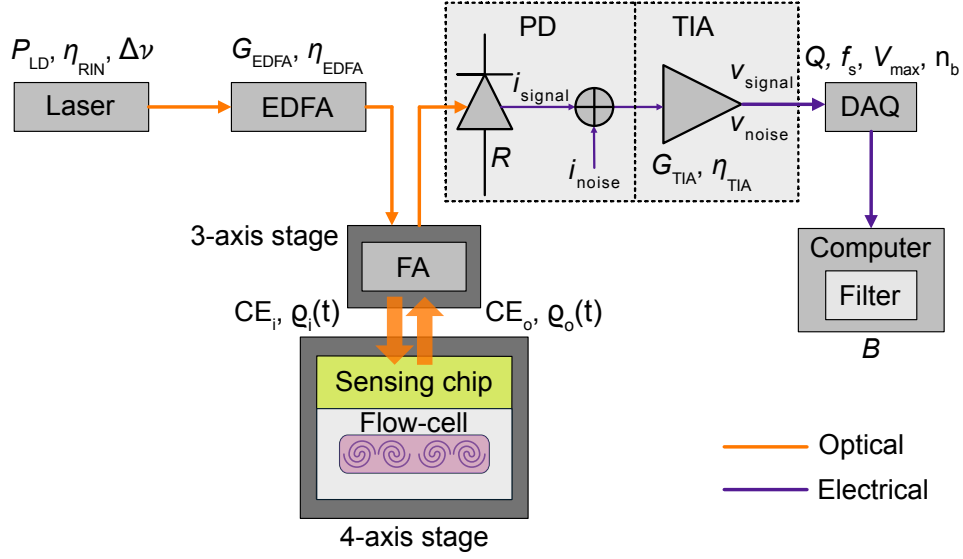 P_LD, η_RIN, Δν
Laser
G_EDFA, η_EDFA
EDFA
PD
TIA
i_signal
R
i_noise
v_signal
v_noise
G_TIA, η_TIA
Q, f_s, V_max, n_b
DAQ
Computer
Filter
B
3-axis stage
FA
CE_i, ϱ_i(t)
CE_o, ϱ_o(t)
Sensing chip
Flow-cell
4-axis stage
Optical
Electrical